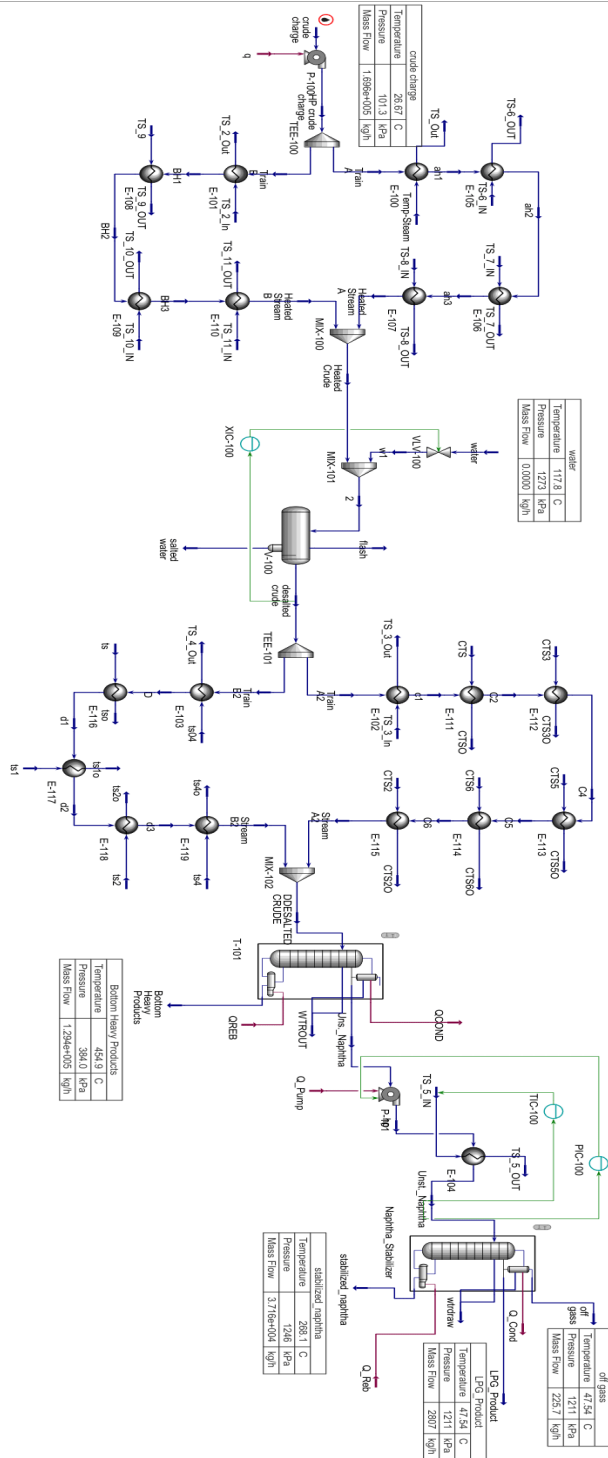 crude charge
Temperature 26.67 C
Pressure 101.3 kPa
Mass Flow 1.696e+005 kg/h
crude
charge
q
P-100
HP crude
charge
TEE-100
Train
A
TS_Out
E-100
Temp-Steam
ah1
TS-6_OUT
E-105
TS-6_IN
ah2
TS_7_IN
E-106
TS_7_OUT
ah3
TS-8_IN
E-107
TS-8_OUT
Heated
Stream
A
Train
B
TS_2_Out
E-101
TS_2_In
BH1
TS_9
E-108
TS_9_OUT
BH2
TS_10_OUT
E-109
TS_10_IN
BH3
TS_11_OUT
E-110
TS_11_IN
Heated
Stream
B
MIX-100
Heated
Crude
water
Temperature 117.8 C
Pressure 1273 kPa
Mass Flow 0.0000 kg/h
water
VLV-100
w1
MIX-101
2
XIC-100
V-100
flash
salted
water
desalted
crude
TEE-101
Train
A2
TS_3_Out
E-102
TS_3_In
c1
CTS
E-111
CTSO
C2
CTS3
E-112
CTS3O
C4
CTS5
E-113
CTS5O
C5
CTS6
E-114
CTS6O
C6
CTS2
E-115
CTS2O
Stream
A2
Train
B2
TS_4_Out
E-103
ts04
D
ts
E-116
tso
d1
ts1
E-117
ts1o
d2
ts2o
E-118
ts2
d3
ts4o
E-119
ts4
Stream
B2
MIX-102
DDESALTED
CRUDE
T-101
QCOND
Uns._Naphtha
WTROUT
QREB
Bottom
Heavy
Products
Bottom Heavy Products
Temperature 454.9 C
Pressure 384.0 kPa
Mass Flow 1.294e+005 kg/h
Q_Pump
P-101
TS_5_IN
TS_5_OUT
E-104
TIC-100
PIC-100
Unst._Naphtha
Naphtha_Stabilizer
off
gass
Q_Cond
LPG_Product
wtrdraw
Q_Reb
stabilized_naphtha
stabilized_naphtha
Temperature 268.1 C
Pressure 1246 kPa
Mass Flow 3.716e+004 kg/h
LPG_Product
Temperature 47.54 C
Pressure 1211 kPa
Mass Flow 2807 kg/h
off gass
Temperature 47.54 C
Pressure 1211 kPa
Mass Flow 225.7 kg/h